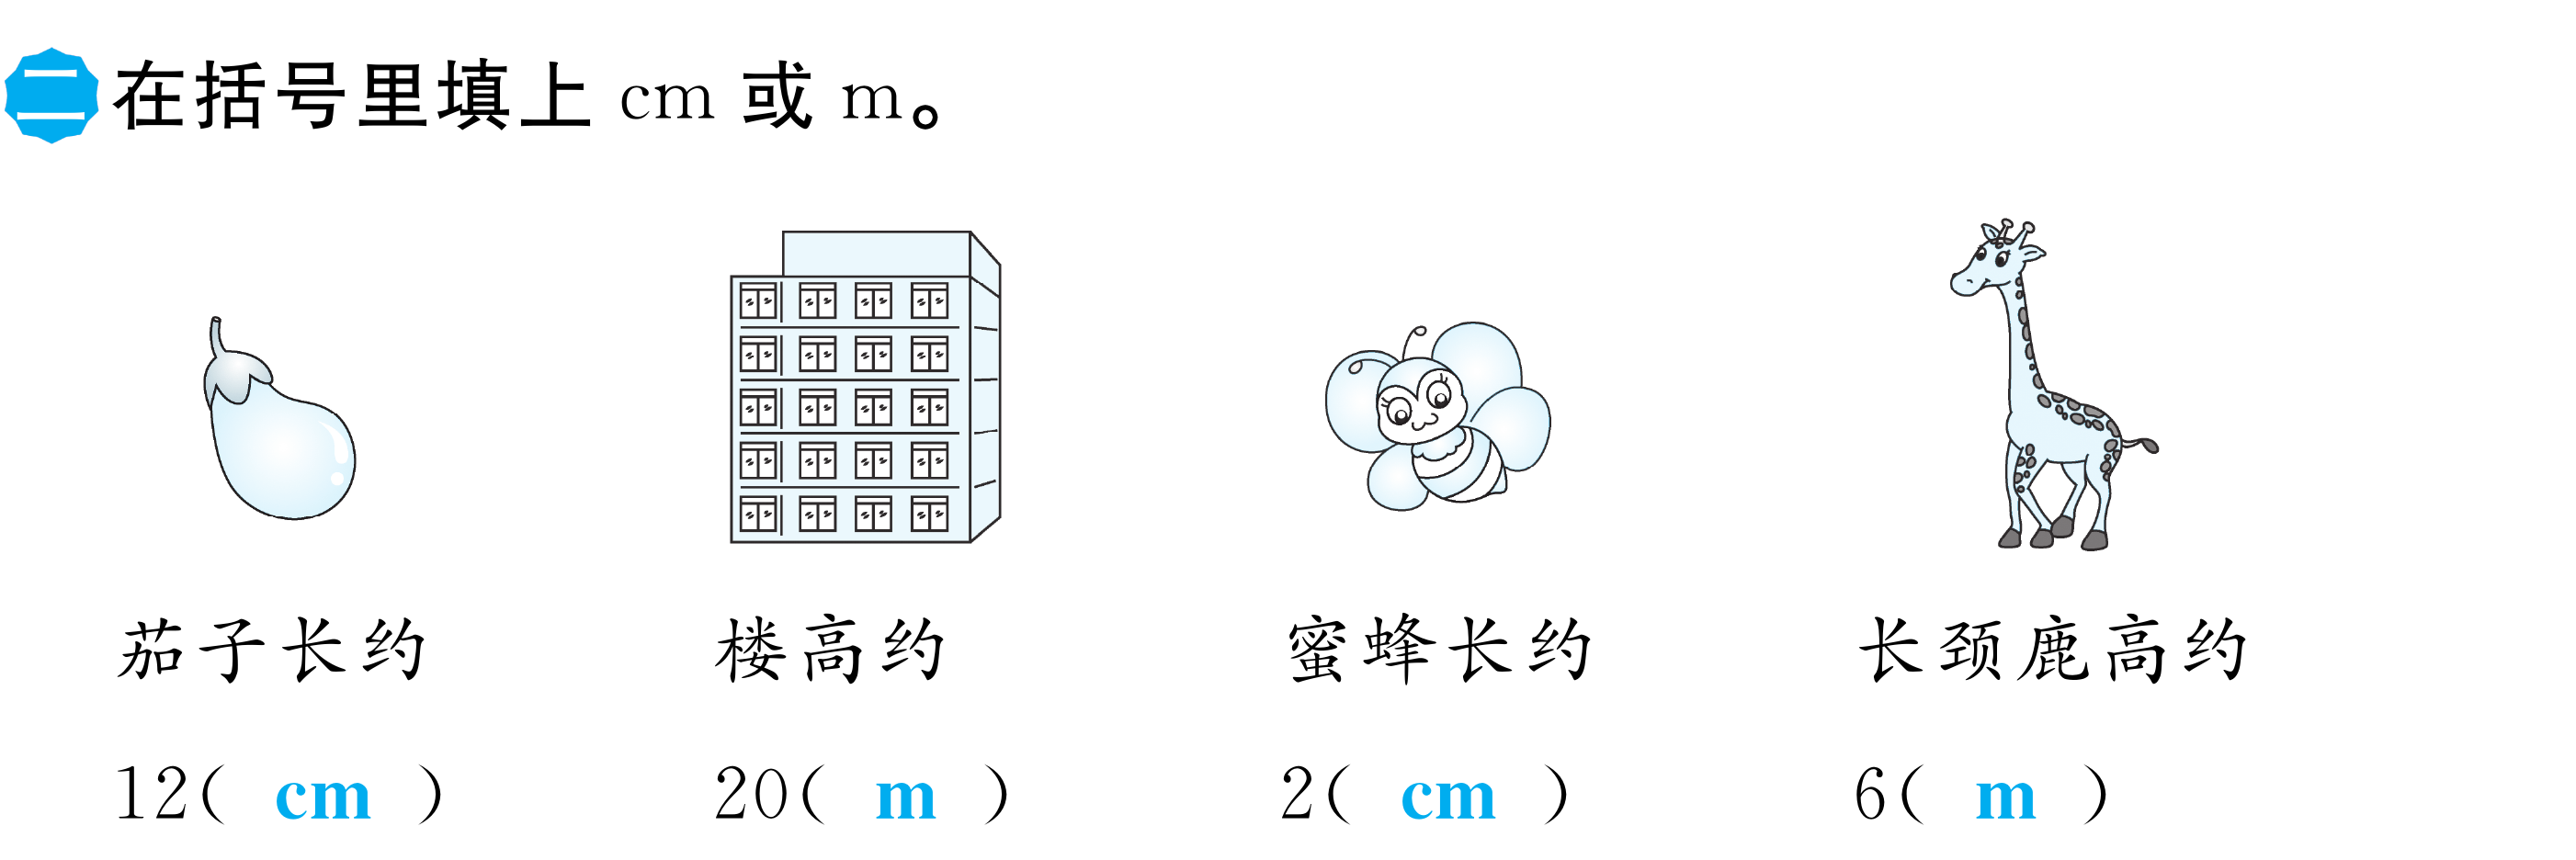 二 在括号里填上 cm 或 m。
茄子长约 楼高约 蜜蜂长约 长颈鹿高约
12( cm ) 20( m ) 2( cm ) 6( m )